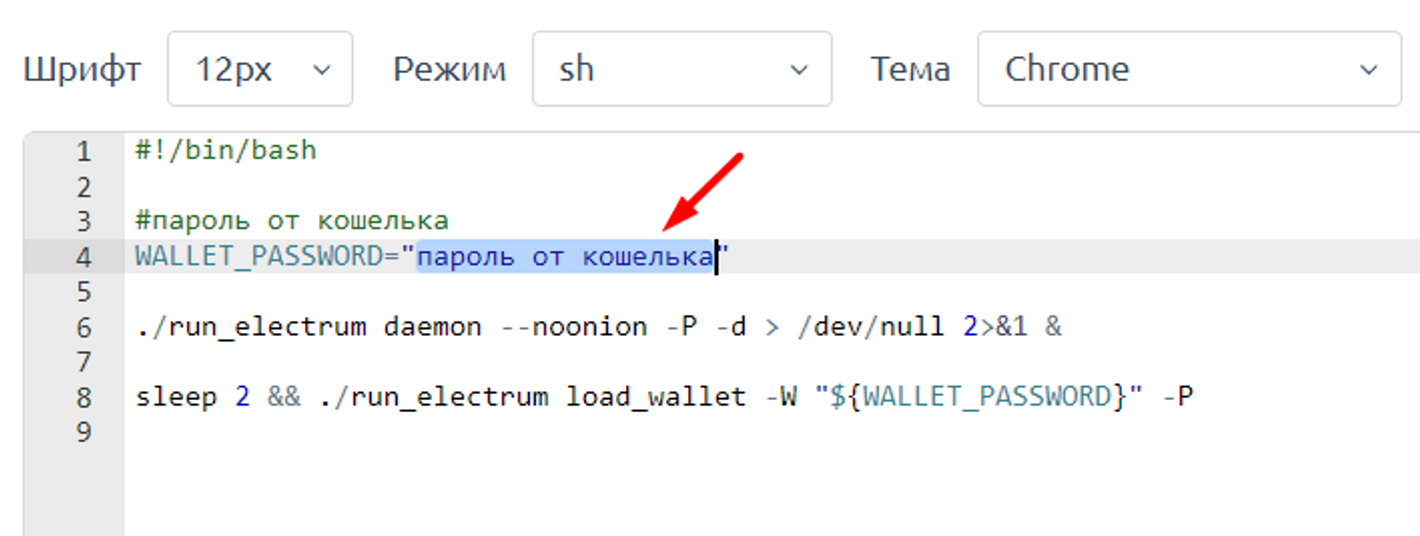 Шрифт 12px Режим sh Тема Chrome
1 #!/bin/bash
2
3 #пароль от кошелька
4 WALLET_PASSWORD="пароль от кошелька"
5
6 ./run_electrum daemon --noonion -P -d > /dev/null 2>&1 &
7
8 sleep 2 && ./run_electrum load_wallet -W "${WALLET_PASSWORD}" -P
9